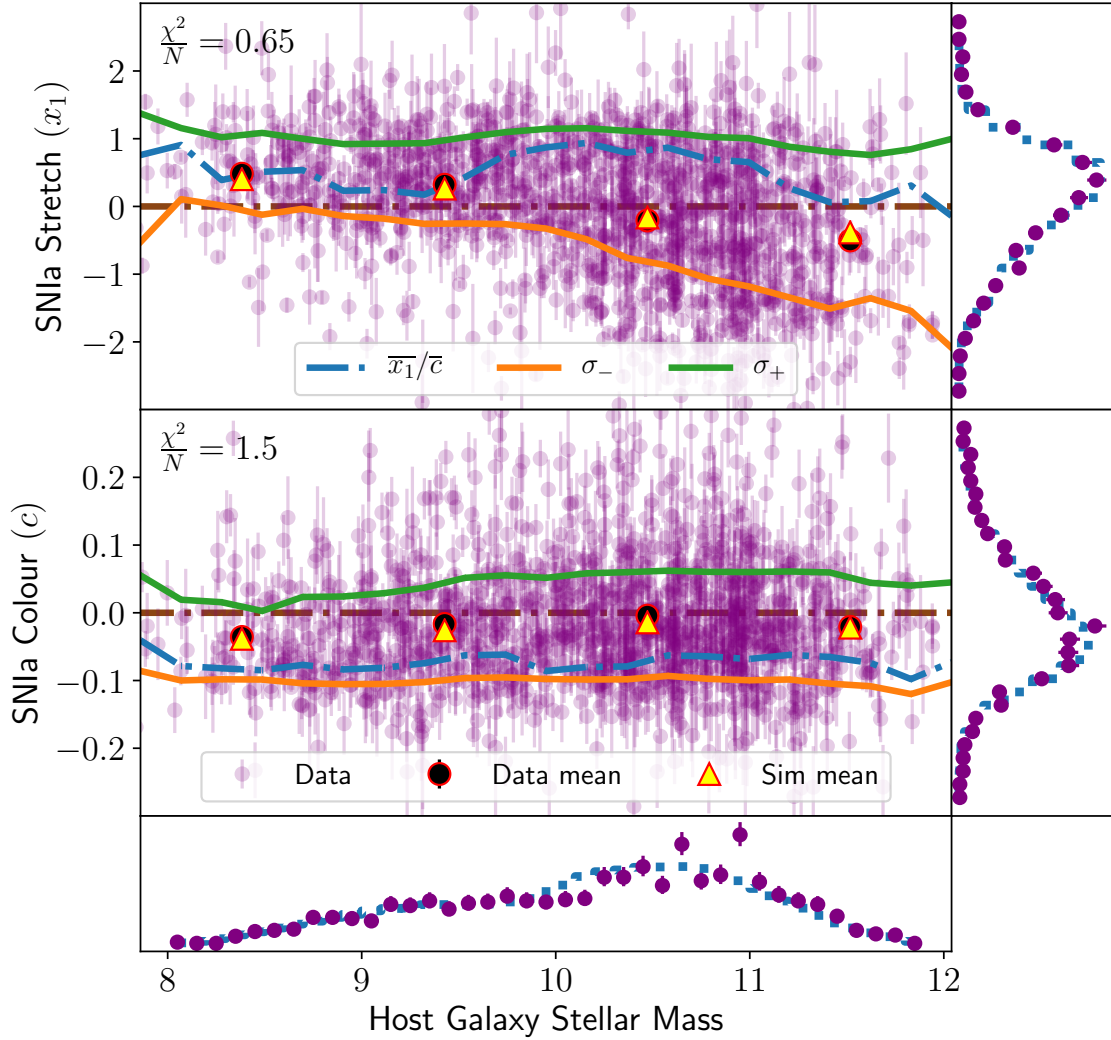 χ²/N = 0.65
SNIa Stretch (x₁)
2
1
0
−1
−2
x̅₁/c̅ σ₋ σ₊
χ²/N = 1.5
SNIa Colour (c)
0.2
0.1
0.0
−0.1
−0.2
Data Data mean Sim mean
8 9 10 11 12
Host Galaxy Stellar Mass